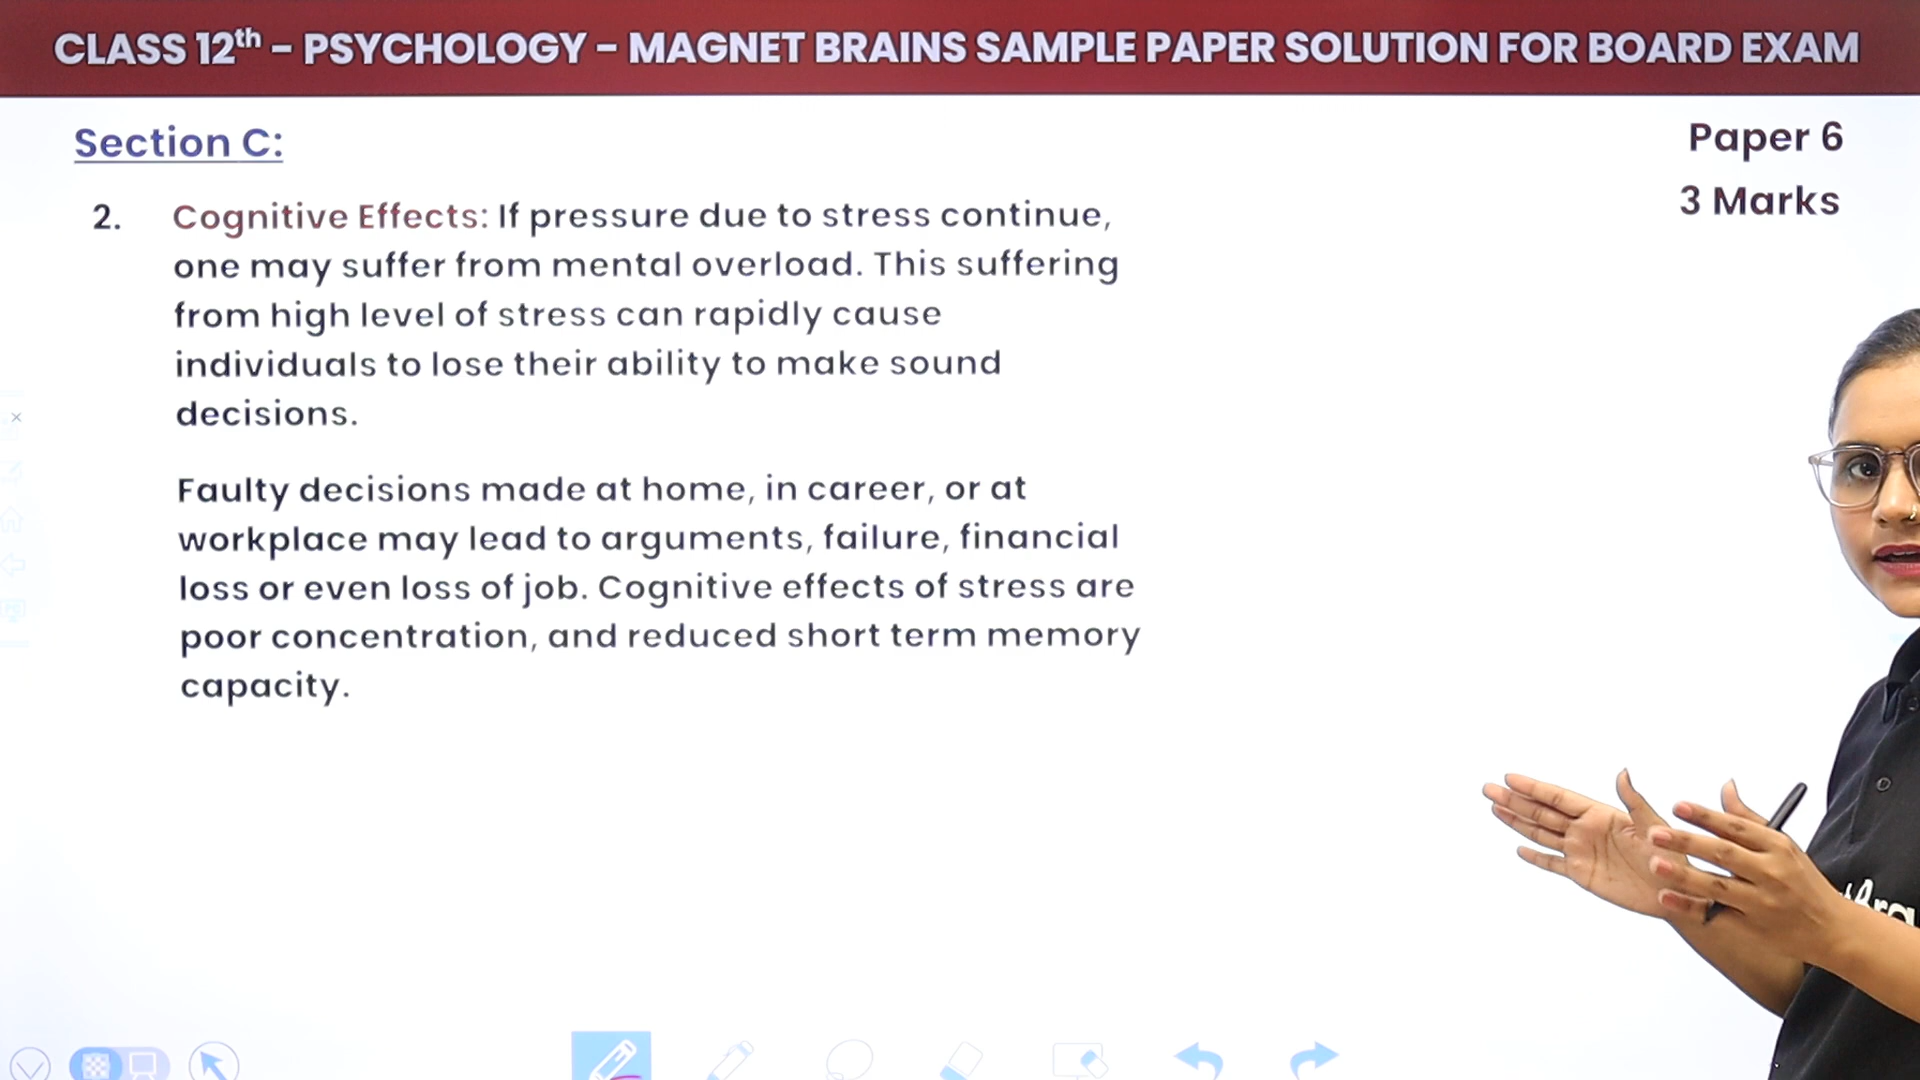 CLASS 12th – PSYCHOLOGY – MAGNET BRAINS SAMPLE PAPER SOLUTION FOR BOARD EXAM
Section C:
Paper 6
3 Marks
2. Cognitive Effects: If pressure due to stress continue,
one may suffer from mental overload. This suffering
from high level of stress can rapidly cause
individuals to lose their ability to make sound
decisions.
Faulty decisions made at home, in career, or at
workplace may lead to arguments, failure, financial
loss or even loss of job. Cognitive effects of stress are
poor concentration, and reduced short term memory
capacity.